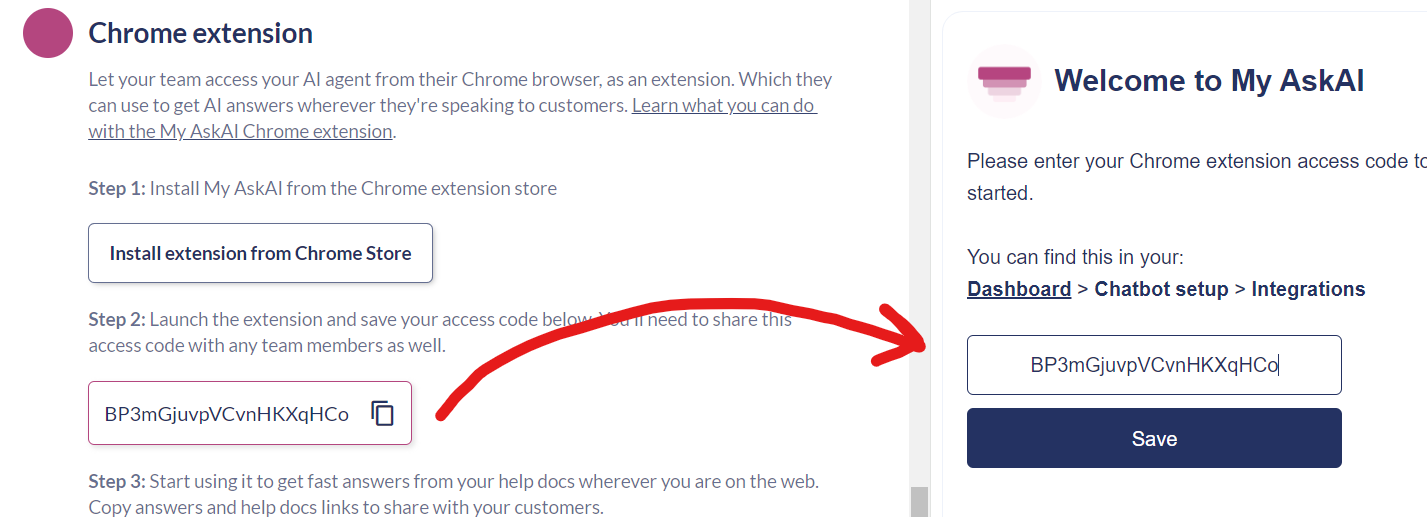 Chrome extension
Let your team access your AI agent from their Chrome browser, as an extension. Which they
can use to get AI answers wherever they're speaking to customers. Learn what you can do
with the My AskAI Chrome extension.
Step 1: Install My AskAI from the Chrome extension store
Install extension from Chrome Store
Step 2: Launch the extension and save your access code below. You'll need to share this
access code with any team members as well.
BP3mGjuvpVCvnHKXqHCo
Step 3: Start using it to get fast answers from your help docs wherever you are on the web.
Copy answers and help docs links to share with your customers.
Welcome to My AskAI
Please enter your Chrome extension access code to
started.
You can find this in your:
Dashboard > Chatbot setup > Integrations
BP3mGjuvpVCvnHKXqHCo
Save